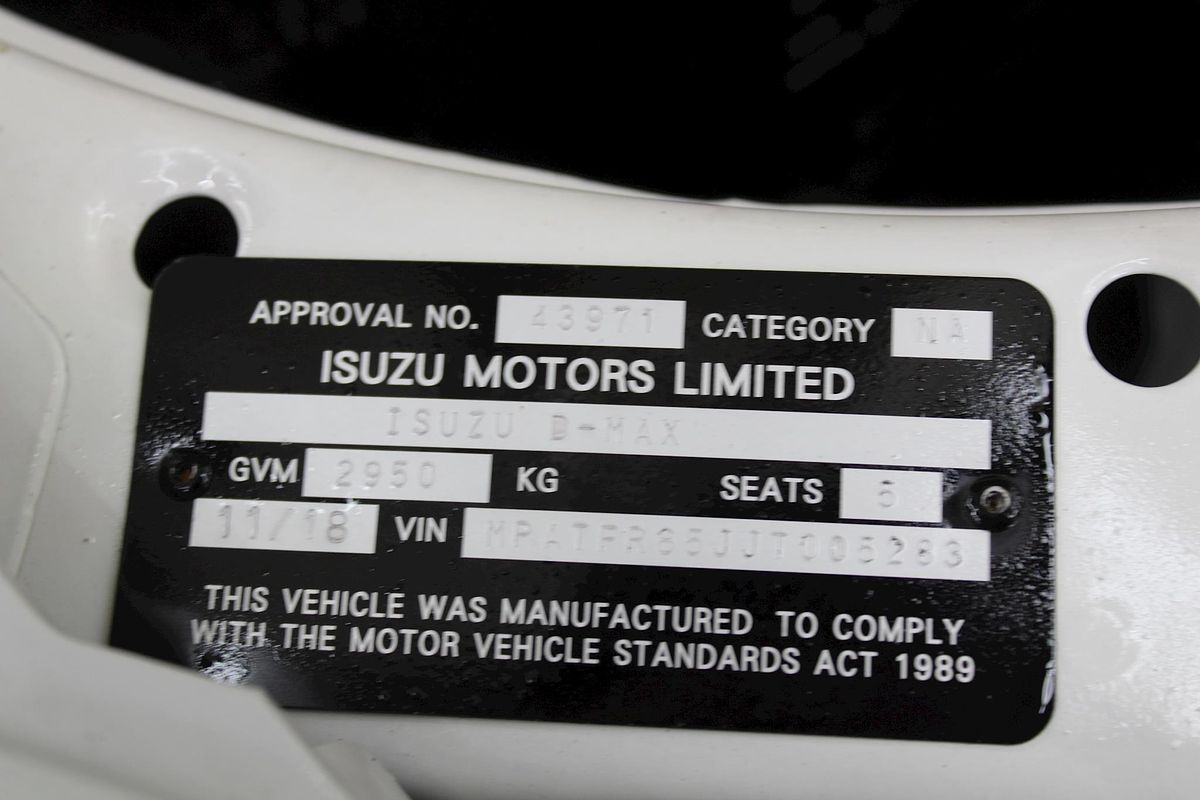 APPROVAL NO. 43971 CATEGORY NA
ISUZU MOTORS LIMITED
ISUZU D-MAX
GVM 2950 KG SEATS 5
11/18 VIN MPATFR85JJT005283
THIS VEHICLE WAS MANUFACTURED TO COMPLY
WITH THE MOTOR VEHICLE STANDARDS ACT 1989